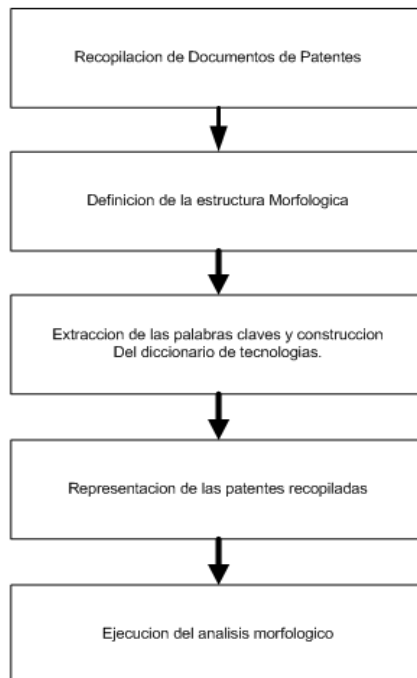 Recopilacion de Documentos de Patentes
Definicion de la estructura Morfologica
Extraccion de las palabras claves y construccion
Del diccionario de tecnologias.
Representacion de las patentes recopiladas
Ejecucion del analisis morfologico